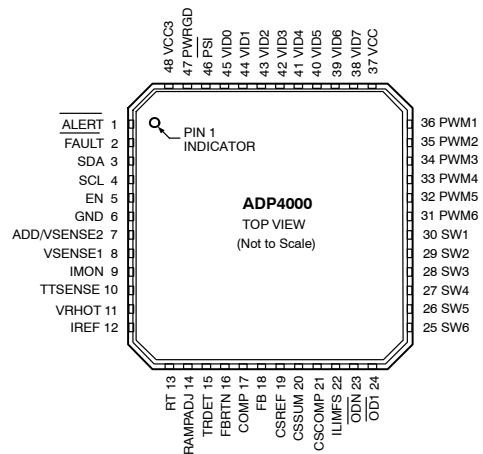 48 VCC3
47 PWRGD
46 PSI
45 VID0
44 VID1
43 VID2
42 VID3
41 VID4
40 VID5
39 VID6
38 VID7
37 VCC
ALERT 1
FAULT 2
SDA 3
SCL 4
EN 5
GND 6
ADD/VSENSE2 7
VSENSE1 8
IMON 9
TTSENSE 10
VRHOT 11
IREF 12
PIN 1
INDICATOR
ADP4000
TOP VIEW
(Not to Scale)
36 PWM1
35 PWM2
34 PWM3
33 PWM4
32 PWM5
31 PWM6
30 SW1
29 SW2
28 SW3
27 SW4
26 SW5
25 SW6
RT 13
RAMPADJ 14
TRDET 15
FBRTN 16
COMP 17
FB 18
CSREF 19
CSSUM 20
CSCOMP 21
ILIMFS 22
ODN 23
OD1 24